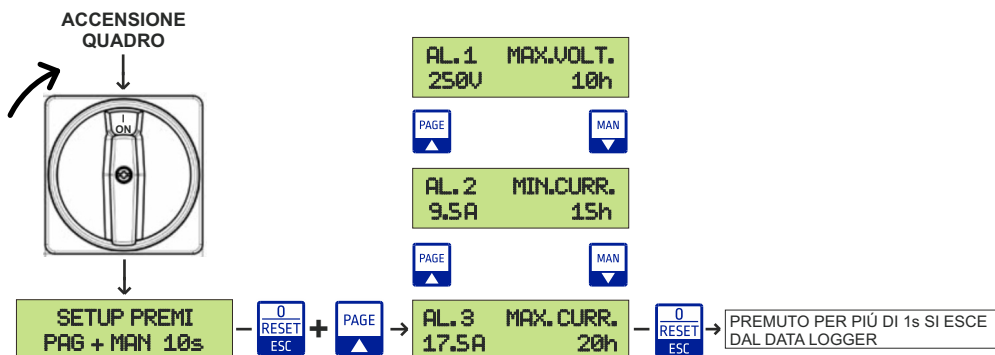 ACCENSIONE
QUADRO
I
ON
SETUP PREMI
PAG + MAN 10s
0
RESET
ESC
+
PAGE
AL.1 MAX.VOLT.
250V 10h
PAGE
MAN
AL.2 MIN.CURR.
9.5A 15h
PAGE
MAN
AL.3 MAX.CURR.
17.5A 20h
0
RESET
ESC
PREMUTO PER PIÚ DI 1s SI ESCE
DAL DATA LOGGER